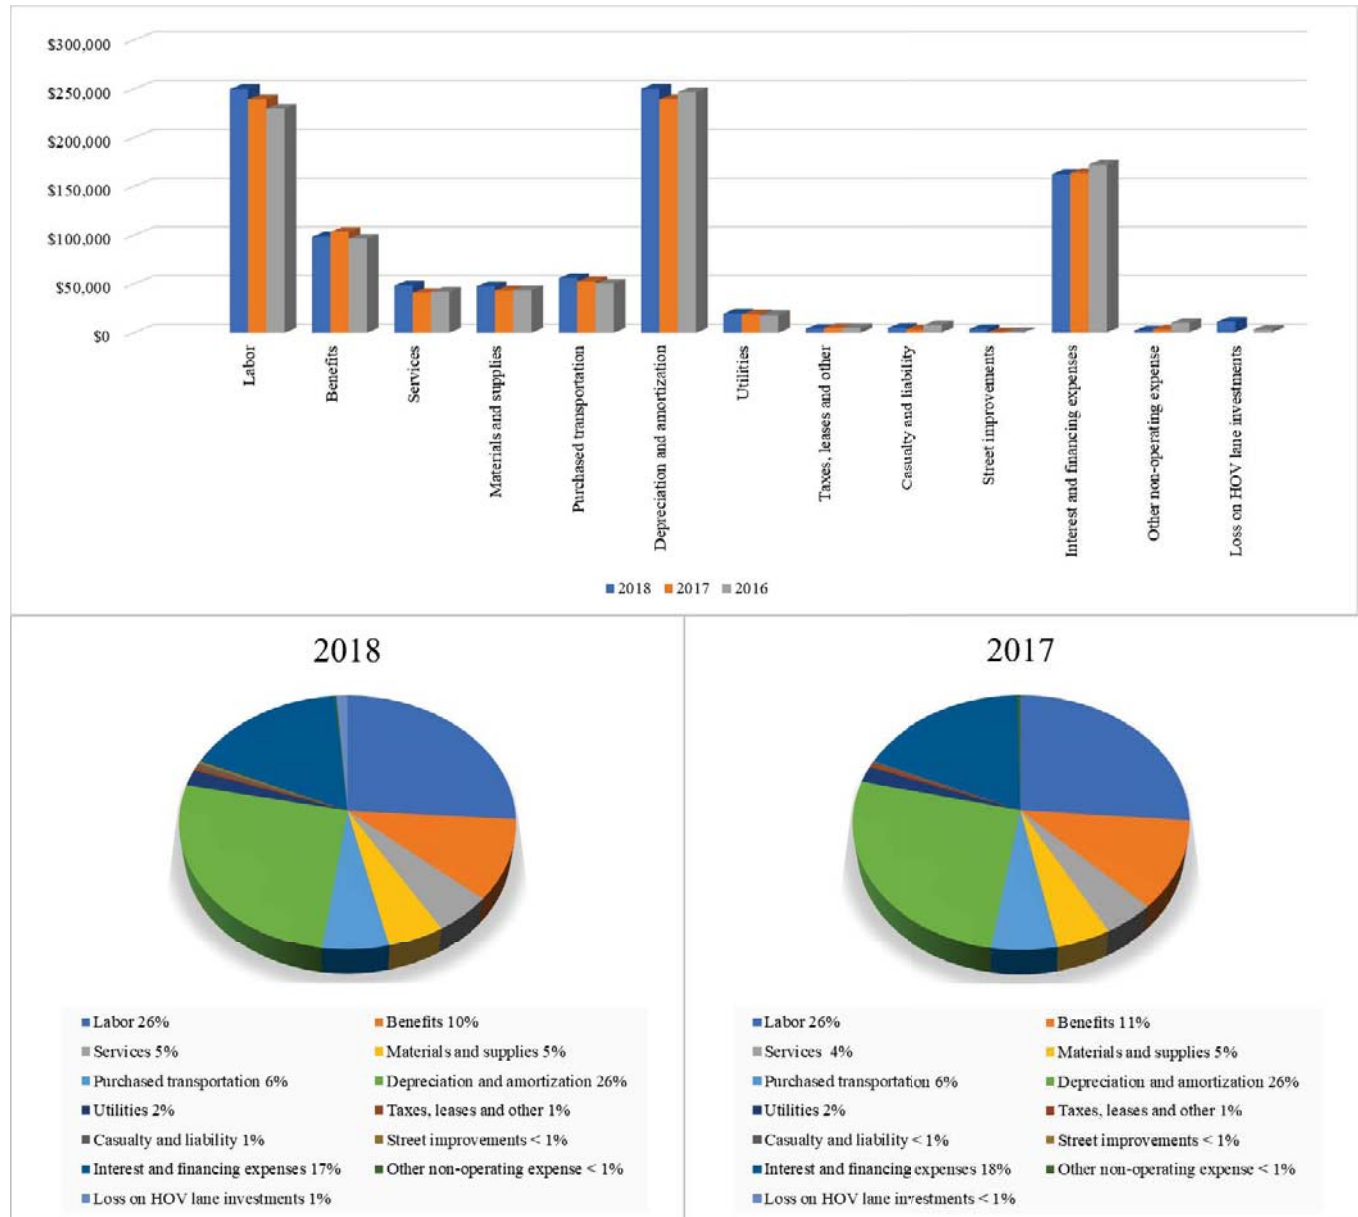 $300,000
$250,000
$200,000
$150,000
$100,000
$50,000
$0
Labor
Benefits
Services
Materials and supplies
Purchased transportation
Depreciation and amortization
Utilities
Taxes, leases and other
Casualty and liability
Street improvements
Interest and financing expenses
Other non-operating expense
Loss on HOV lane investments
2018 2017 2016
2018
Labor 26% Benefits 10%
Services 5% Materials and supplies 5%
Purchased transportation 6% Depreciation and amortization 26%
Utilities 2% Taxes, leases and other 1%
Casualty and liability 1% Street improvements < 1%
Interest and financing expenses 17% Other non-operating expense < 1%
Loss on HOV lane investments 1%
2017
Labor 26% Benefits 11%
Services 4% Materials and supplies 5%
Purchased transportation 6% Depreciation and amortization 26%
Utilities 2% Taxes, leases and other 1%
Casualty and liability < 1% Street improvements < 1%
Interest and financing expenses 18% Other non-operating expense < 1%
Loss on HOV lane investments < 1%